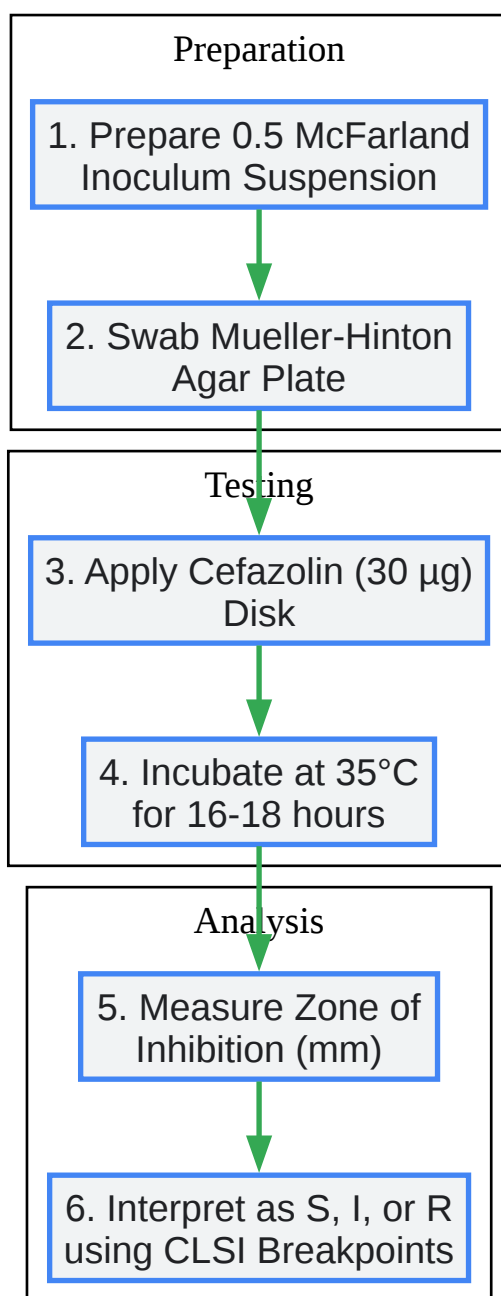 Preparation
1. Prepare 0.5 McFarland
Inoculum Suspension
2. Swab Mueller-Hinton
Agar Plate
Testing
3. Apply Cefazolin (30 µg)
Disk
4. Incubate at 35°C
for 16-18 hours
Analysis
5. Measure Zone of
Inhibition (mm)
6. Interpret as S, I, or R
using CLSI Breakpoints